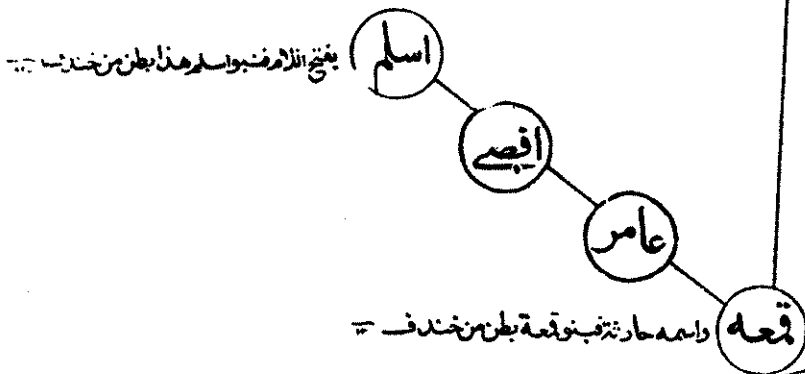 اسلم
بفتح اللام فبنو اسلم هذا بطن من خندف
افصى
عامر
قمعه
واسمه حارثة فبنو قمعة بطن من خندف